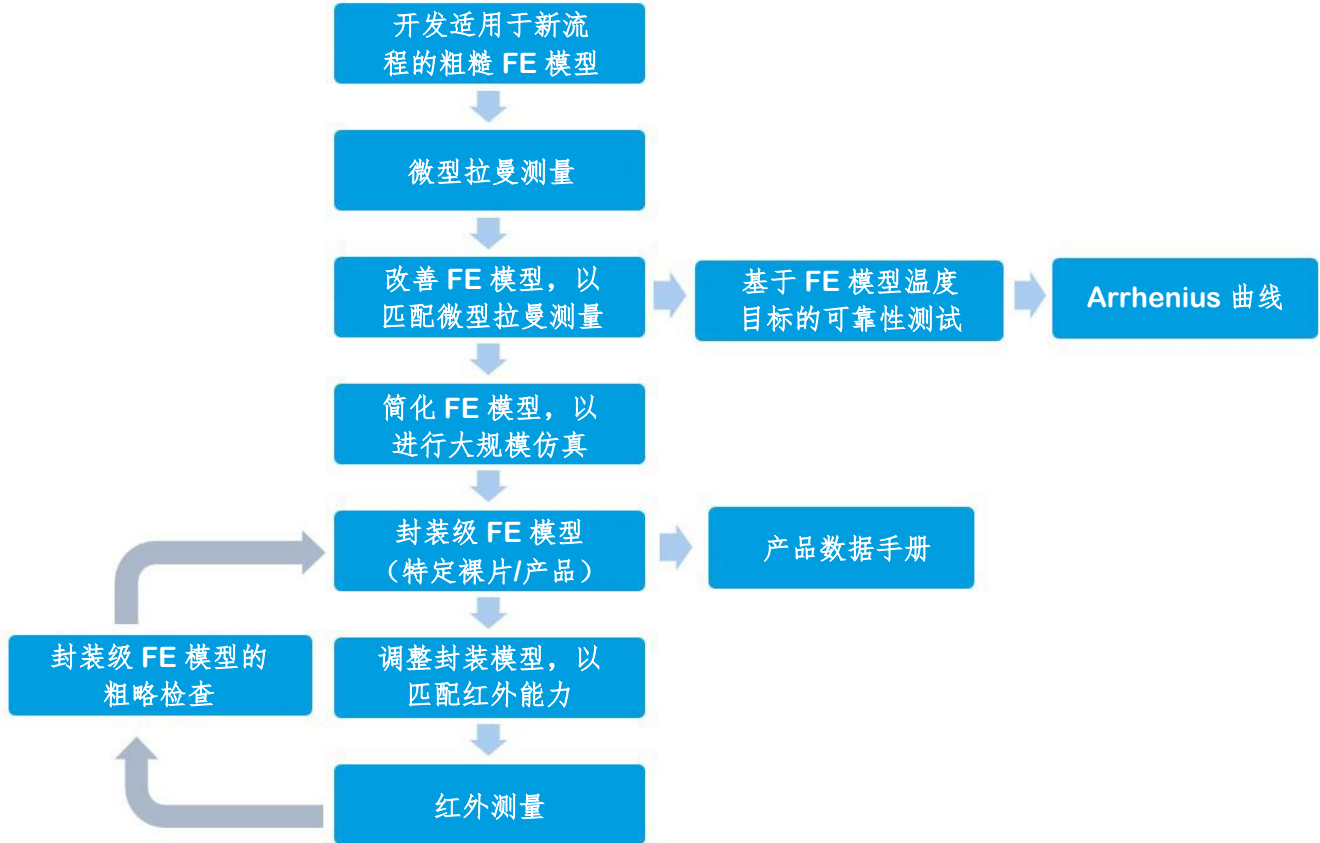 开发适用于新流
程的粗糙 FE 模型
微型拉曼测量
改善 FE 模型，以
匹配微型拉曼测量
基于 FE 模型温度
目标的可靠性测试
Arrhenius 曲线
简化 FE 模型，以
进行大规模仿真
封装级 FE 模型
（特定裸片/产品）
产品数据手册
封装级 FE 模型的
粗略检查
调整封装模型，以
匹配红外能力
红外测量